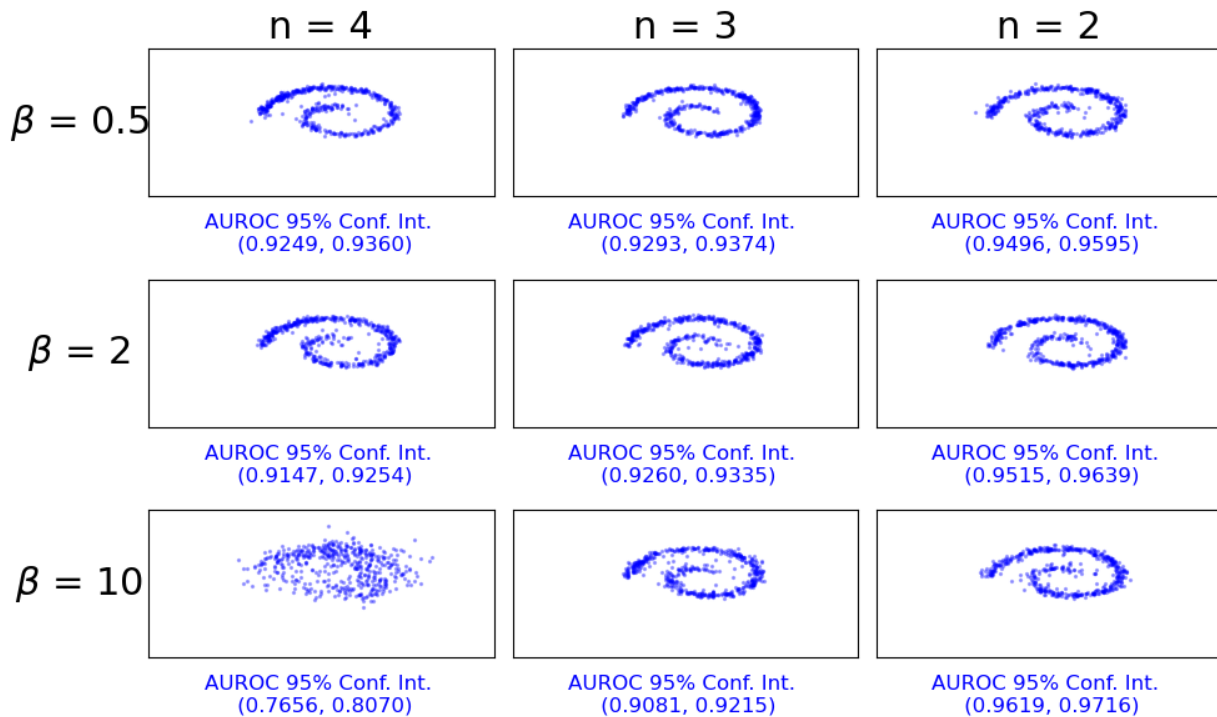 n = 4 n = 3 n = 2
β = 0.5
AUROC 95% Conf. Int. AUROC 95% Conf. Int. AUROC 95% Conf. Int.
(0.9249, 0.9360) (0.9293, 0.9374) (0.9496, 0.9595)
β = 2
AUROC 95% Conf. Int. AUROC 95% Conf. Int. AUROC 95% Conf. Int.
(0.9147, 0.9254) (0.9260, 0.9335) (0.9515, 0.9639)
β = 10
AUROC 95% Conf. Int. AUROC 95% Conf. Int. AUROC 95% Conf. Int.
(0.7656, 0.8070) (0.9081, 0.9215) (0.9619, 0.9716)